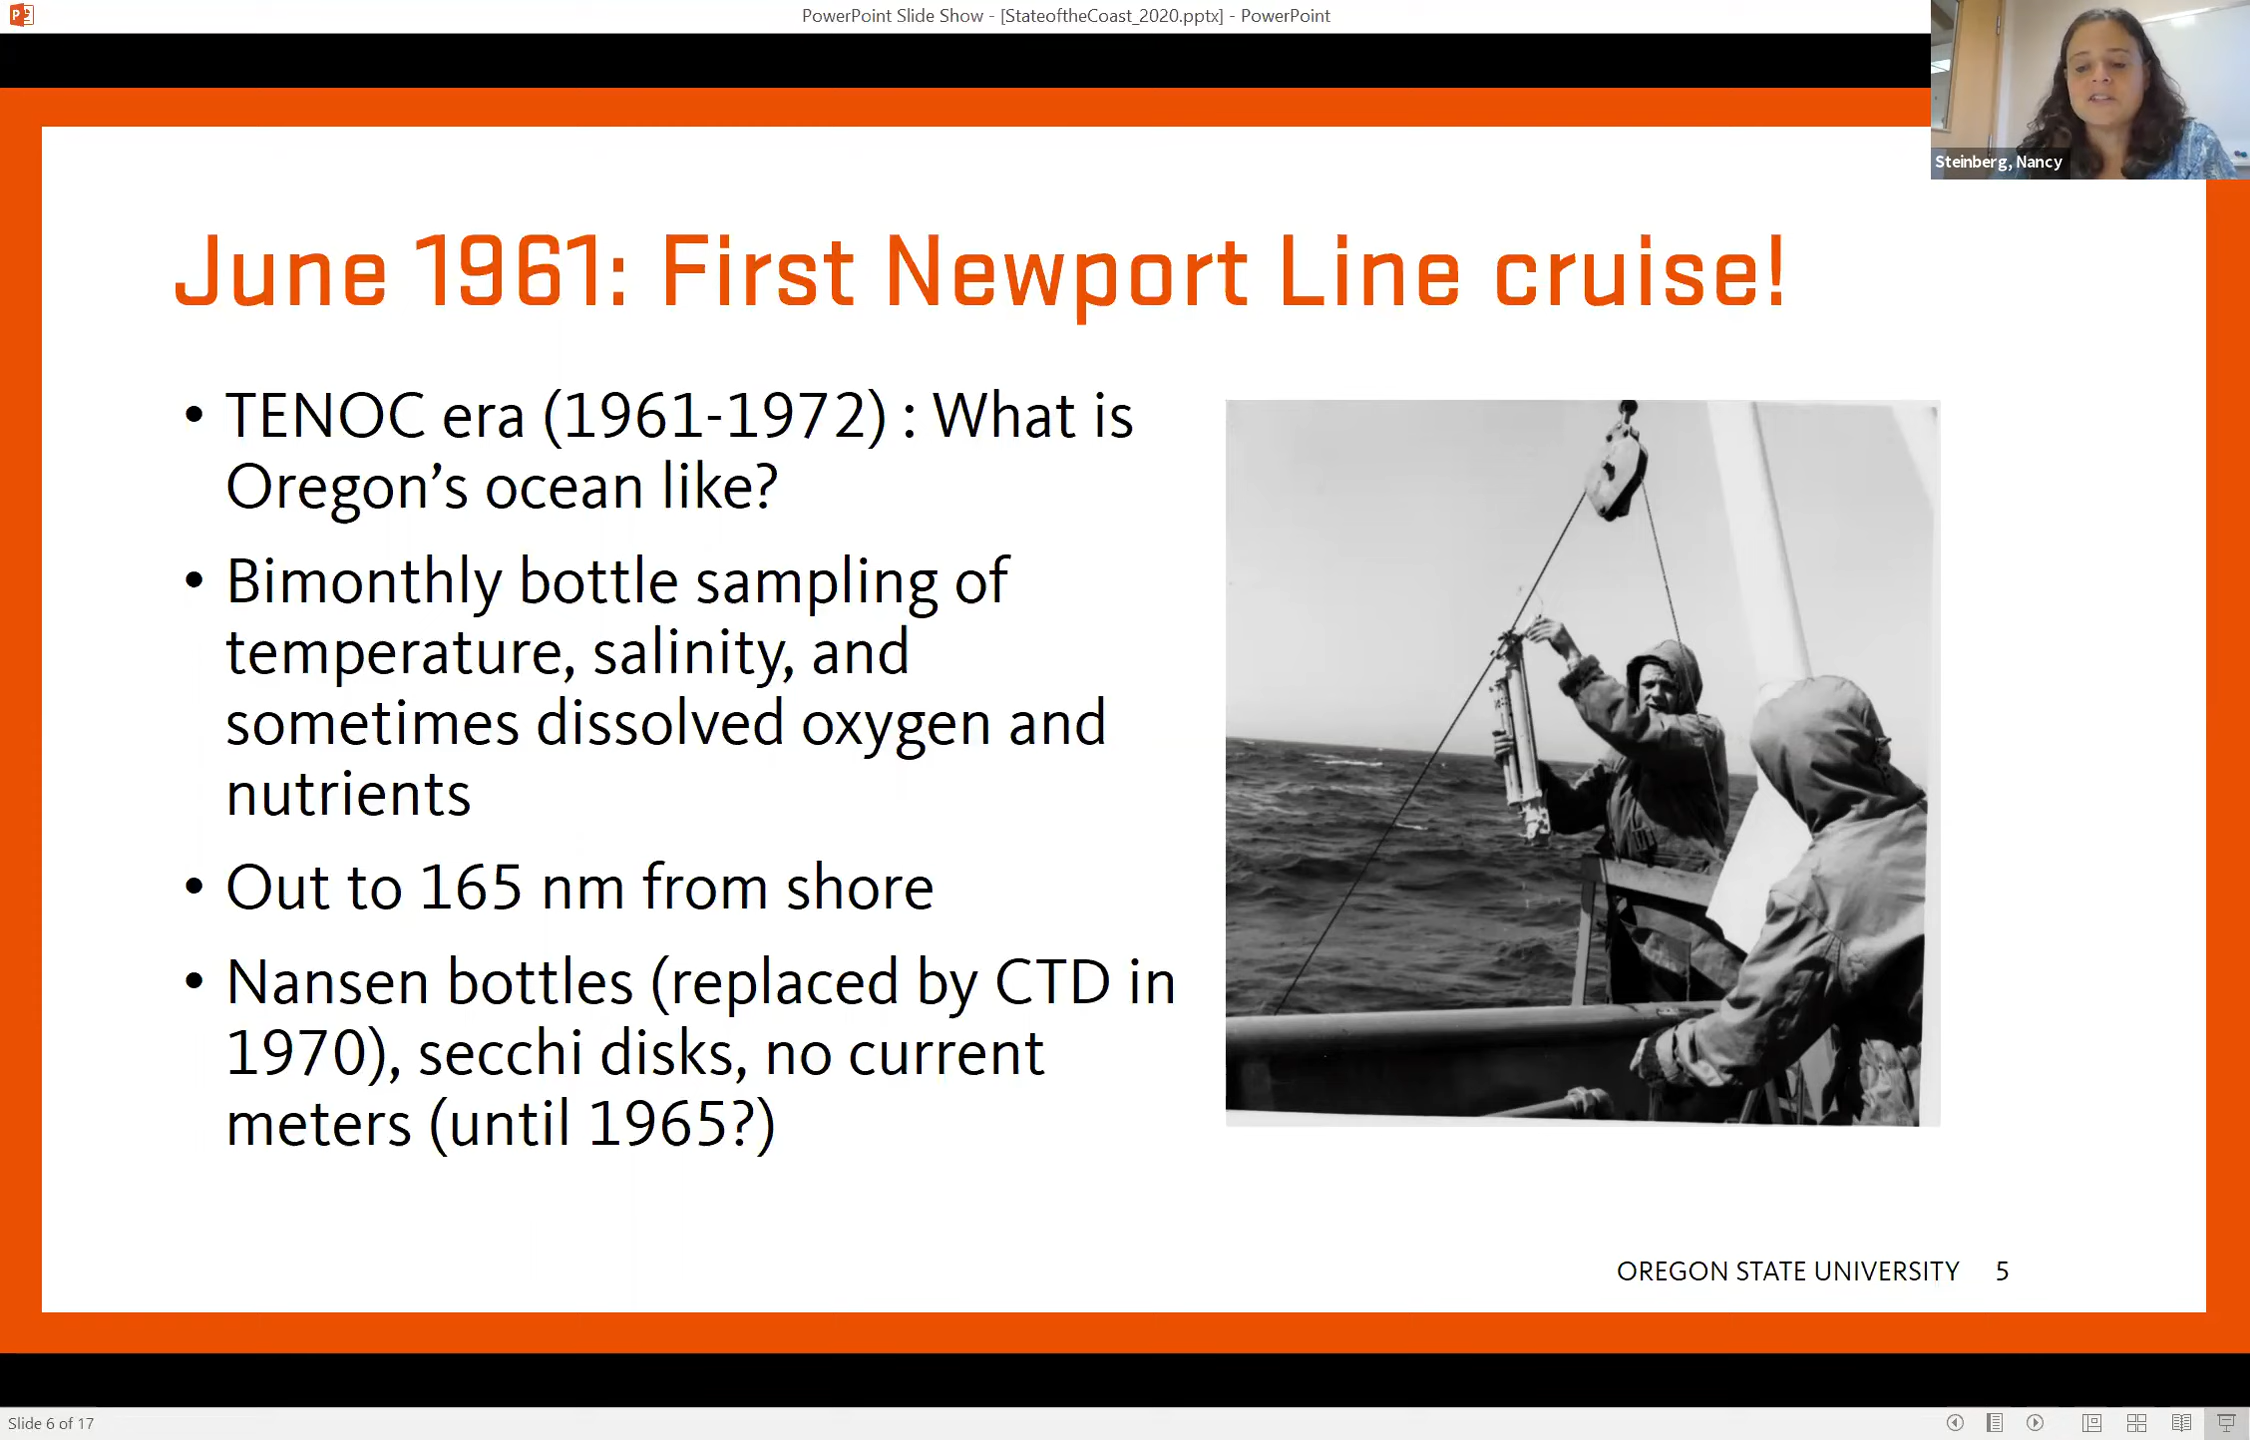 PowerPoint Slide Show - [StateoftheCoast_2020.pptx] - PowerPoint
Steinberg, Nancy
June 1961: First Newport Line cruise!
• TENOC era (1961-1972) : What is
Oregon’s ocean like?
• Bimonthly bottle sampling of
temperature, salinity, and
sometimes dissolved oxygen and
nutrients
• Out to 165 nm from shore
• Nansen bottles (replaced by CTD in
1970), secchi disks, no current
meters (until 1965?)
OREGON STATE UNIVERSITY 5
Slide 6 of 17